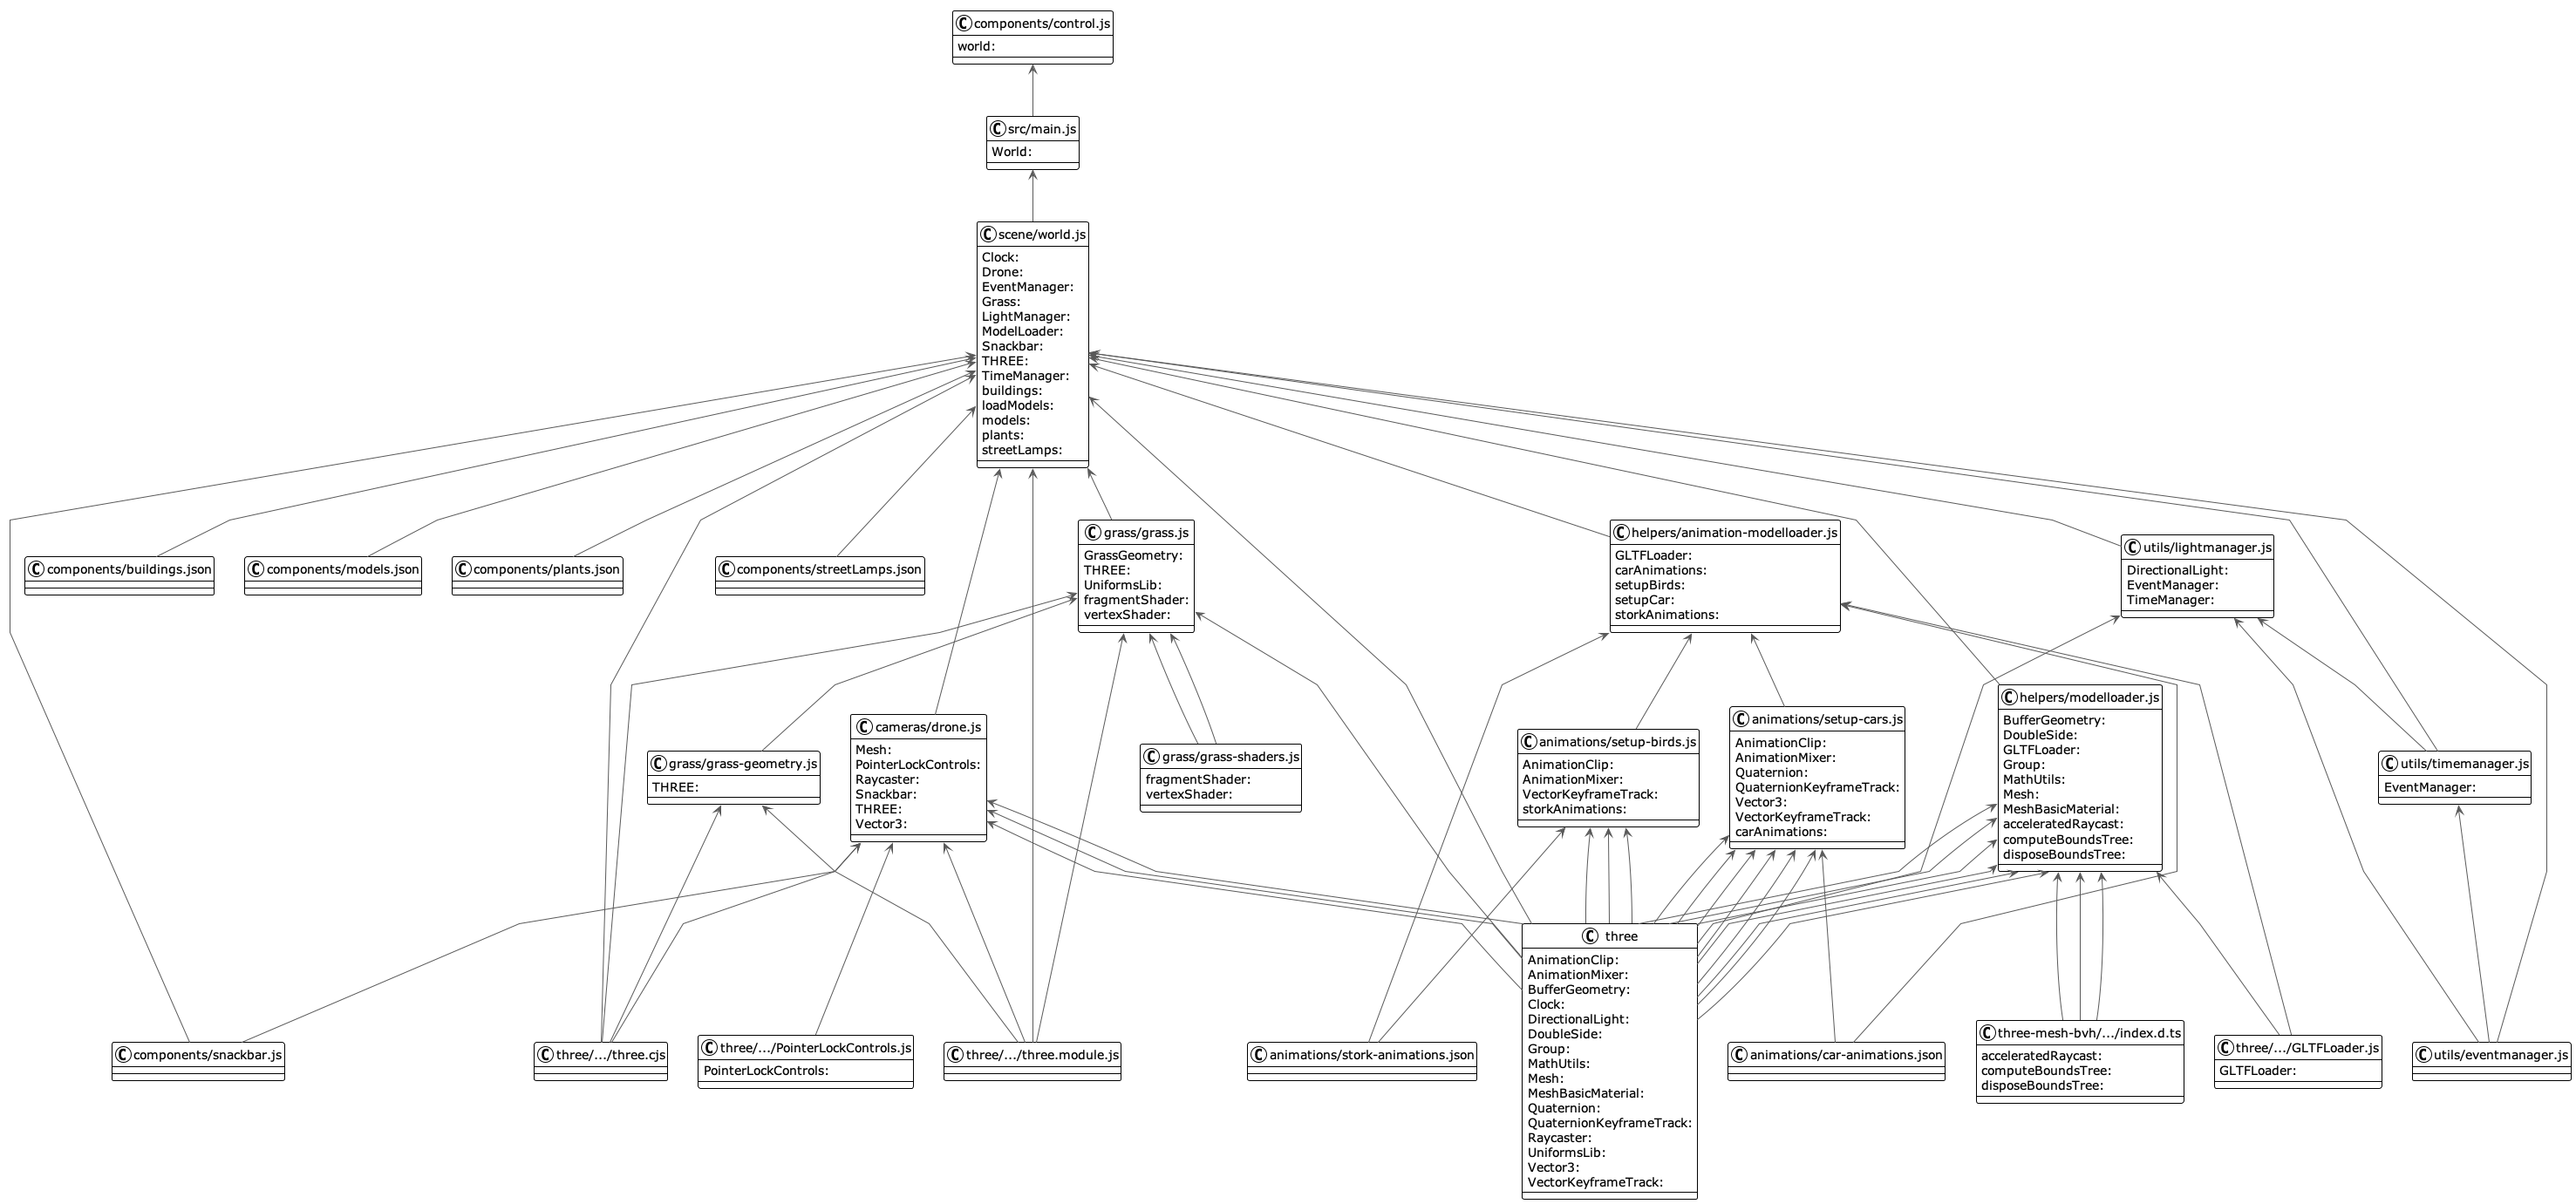 C components/control.js
world:
C src/main.js
World:
C scene/world.js
Clock:
Drone:
EventManager:
Grass:
LightManager:
ModelLoader:
Snackbar:
THREE:
TimeManager:
buildings:
loadModels:
models:
plants:
streetLamps:
C components/buildings.json
C components/models.json
C components/plants.json
C components/streetLamps.json
C grass/grass.js
GrassGeometry:
THREE:
UniformsLib:
fragmentShader:
vertexShader:
C helpers/animation-modelloader.js
GLTFLoader:
carAnimations:
setupBirds:
setupCar:
storkAnimations:
C utils/lightmanager.js
DirectionalLight:
EventManager:
TimeManager:
C grass/grass-geometry.js
THREE:
C cameras/drone.js
Mesh:
PointerLockControls:
Raycaster:
Snackbar:
THREE:
Vector3:
C grass/grass-shaders.js
fragmentShader:
vertexShader:
C animations/setup-birds.js
AnimationClip:
AnimationMixer:
VectorKeyframeTrack:
storkAnimations:
C animations/setup-cars.js
AnimationClip:
AnimationMixer:
Quaternion:
QuaternionKeyframeTrack:
Vector3:
VectorKeyframeTrack:
carAnimations:
C helpers/modelloader.js
BufferGeometry:
DoubleSide:
GLTFLoader:
Group:
MathUtils:
Mesh:
MeshBasicMaterial:
acceleratedRaycast:
computeBoundsTree:
disposeBoundsTree:
C utils/timemanager.js
EventManager:
C components/snackbar.js
C three/.../three.cjs
C three/.../PointerLockControls.js
PointerLockControls:
C three/.../three.module.js
C animations/stork-animations.json
C three
AnimationClip:
AnimationMixer:
BufferGeometry:
Clock:
DirectionalLight:
DoubleSide:
Group:
MathUtils:
Mesh:
MeshBasicMaterial:
Quaternion:
QuaternionKeyframeTrack:
Raycaster:
UniformsLib:
Vector3:
VectorKeyframeTrack:
C animations/car-animations.json
C three-mesh-bvh/.../index.d.ts
acceleratedRaycast:
computeBoundsTree:
disposeBoundsTree:
C three/.../GLTFLoader.js
GLTFLoader:
C utils/eventmanager.js